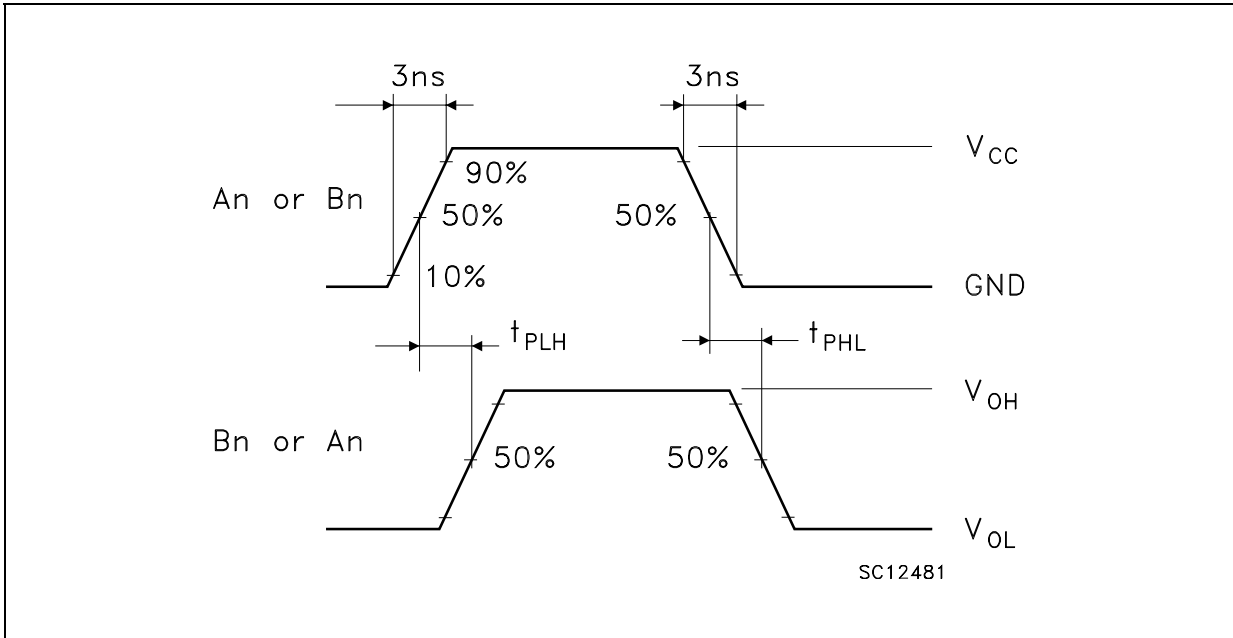 3ns 3ns
V_CC
90%
An or Bn 50% 50%
10% GND
t_PLH t_PHL
V_OH
Bn or An 50% 50%
V_OL
SC12481